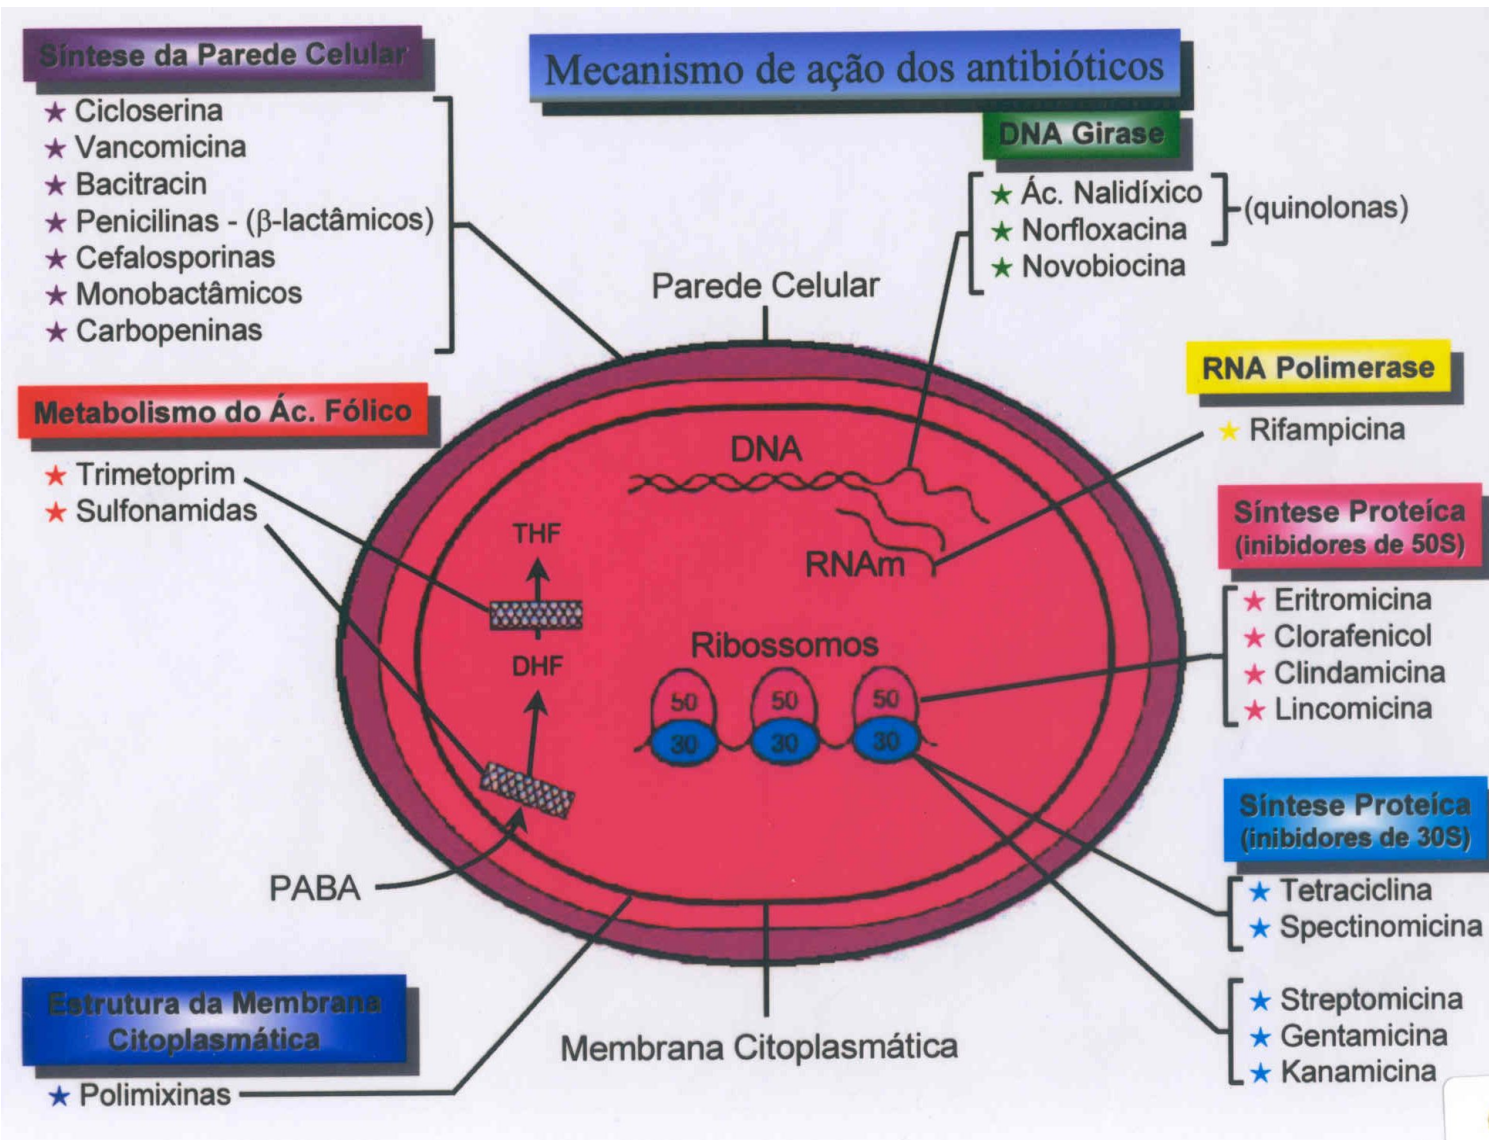 Síntese da Parede Celular
Cicloserina
Vancomicina
Bacitracin
Penicilinas - (β-lactâmicos)
Cefalosporinas
Monobactâmicos
Carbopeninas
Mecanismo de ação dos antibióticos
DNA Girase
Ác. Nalidíxico
Norfloxacina
(quinolonas)
Novobiocina
Parede Celular
RNA Polimerase
Rifampicina
Metabolismo do Ác. Fólico
Trimetoprim
Sulfonamidas
DNA
RNAm
THF
DHF
PABA
Ribossomos
50 50 50
30 30 30
Síntese Proteíca
(inibidores de 50S)
Eritromicina
Clorafenicol
Clindamicina
Lincomicina
Síntese Proteíca
(inibidores de 30S)
Tetraciclina
Spectinomicina
Streptomicina
Gentamicina
Kanamicina
Estrutura da Membrana
Citoplasmática
Polimixinas
Membrana Citoplasmática